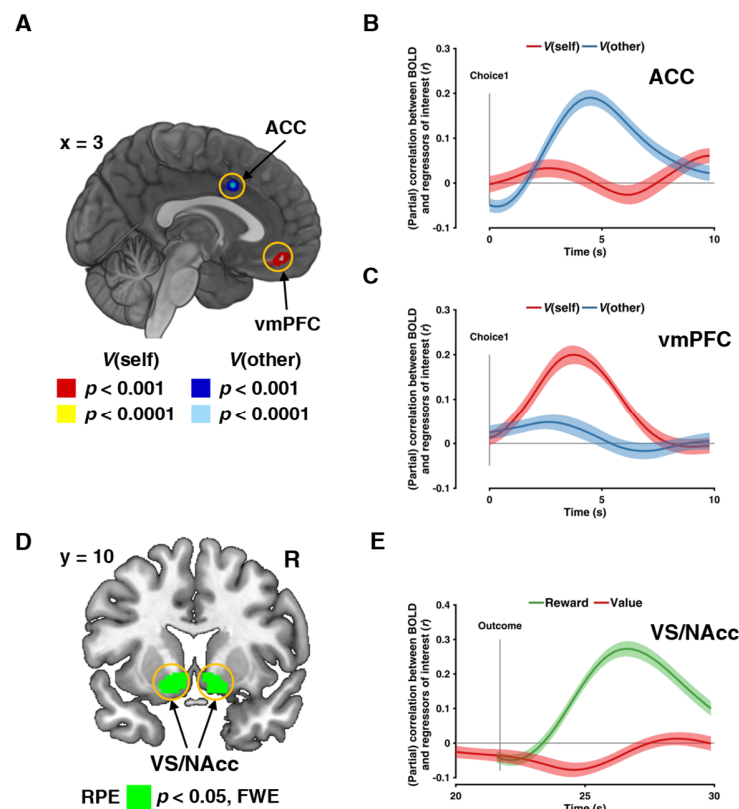 A
x = 3
ACC
vmPFC
V(self) V(other)
p < 0.001 p < 0.001
p < 0.0001 p < 0.0001
B
V(self) V(other)
ACC
Choice1
(Partial) correlation between BOLD
and regressors of interest (r)
0.3
0.2
0.1
0
-0.1
0 5 10
Time (s)
C
V(self) V(other)
vmPFC
Choice1
(Partial) correlation between BOLD
and regressors of interest (r)
0.3
0.2
0.1
0
-0.1
0 5 10
Time (s)
D
y = 10
R
VS/NAcc
RPE p < 0.05, FWE
E
Reward Value
VS/NAcc
Outcome
(Partial) correlation between BOLD
and regressors of interest (r)
0.4
0.3
0.2
0.1
0
-0.1
20 25 30
Time (s)